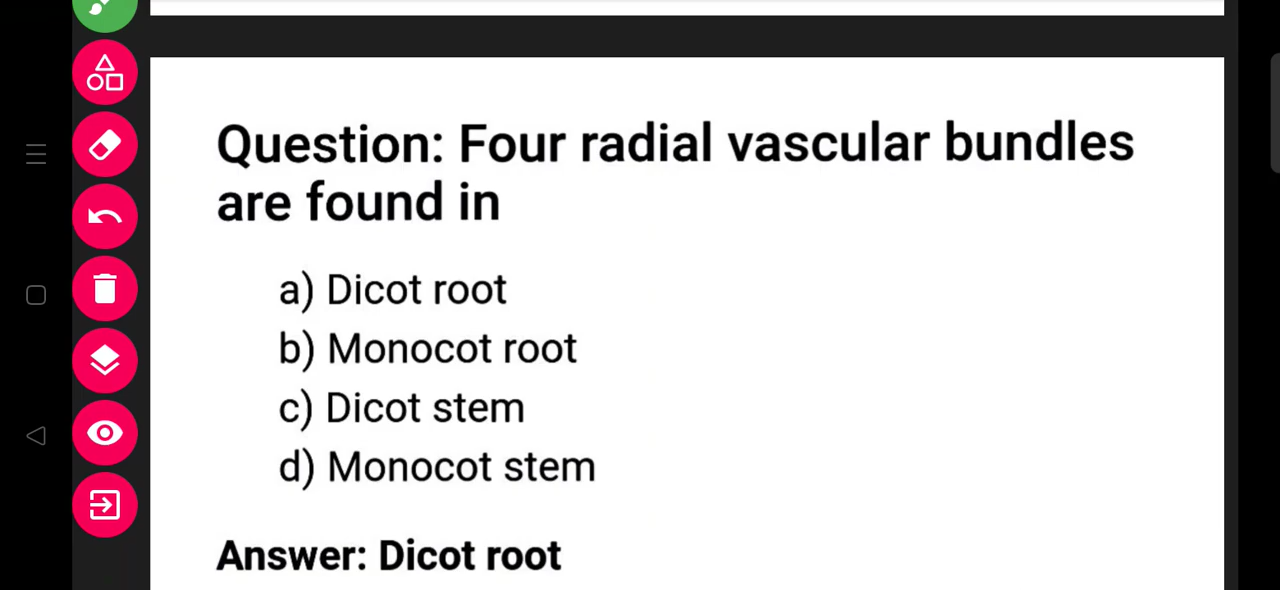 Question: Four radial vascular bundles
are found in
a) Dicot root
b) Monocot root
c) Dicot stem
d) Monocot stem
Answer: Dicot root